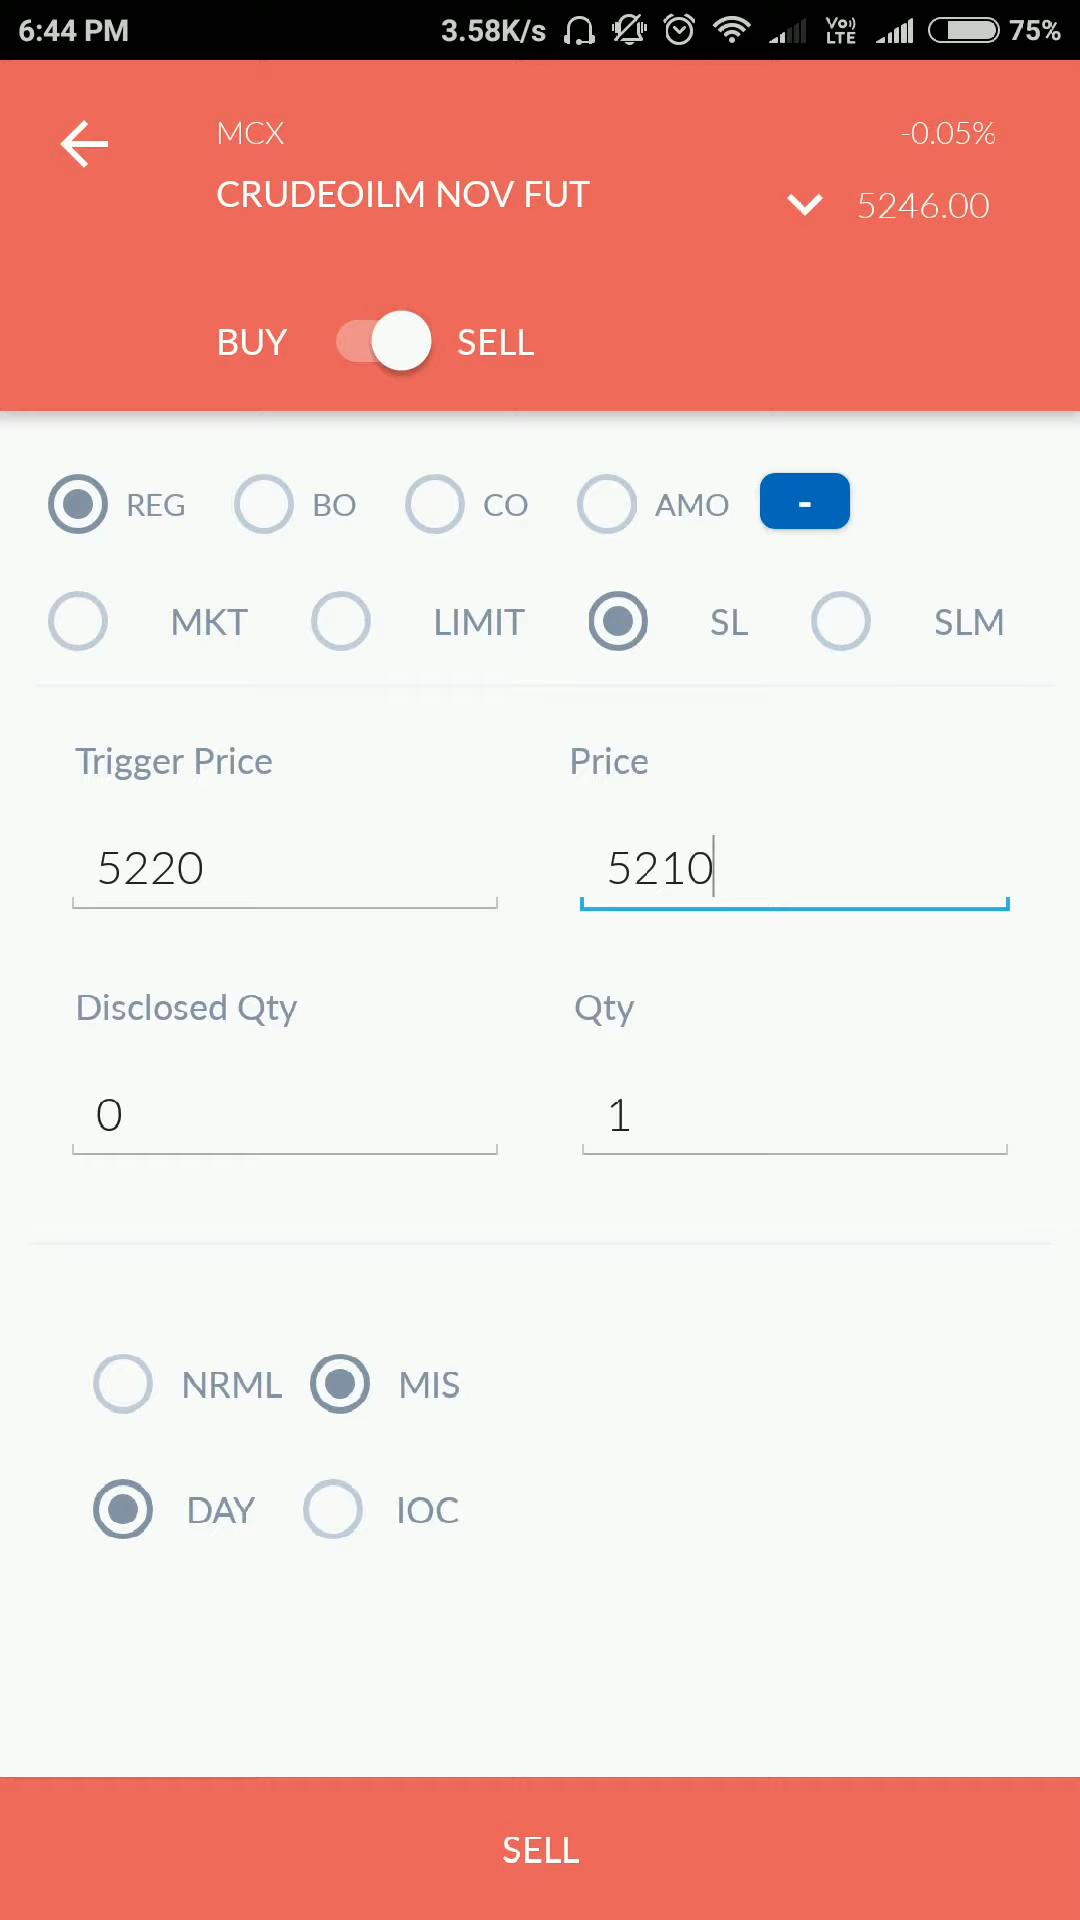 6:44 PM 3.58K/s Vo)) LTE 75%
MCX -0.05%
CRUDEOILM NOV FUT 5246.00
BUY SELL
REG BO CO AMO -
MKT LIMIT SL SLM
Trigger Price Price
5220 5210
Disclosed Qty Qty
0 1
NRML MIS
DAY IOC
SELL